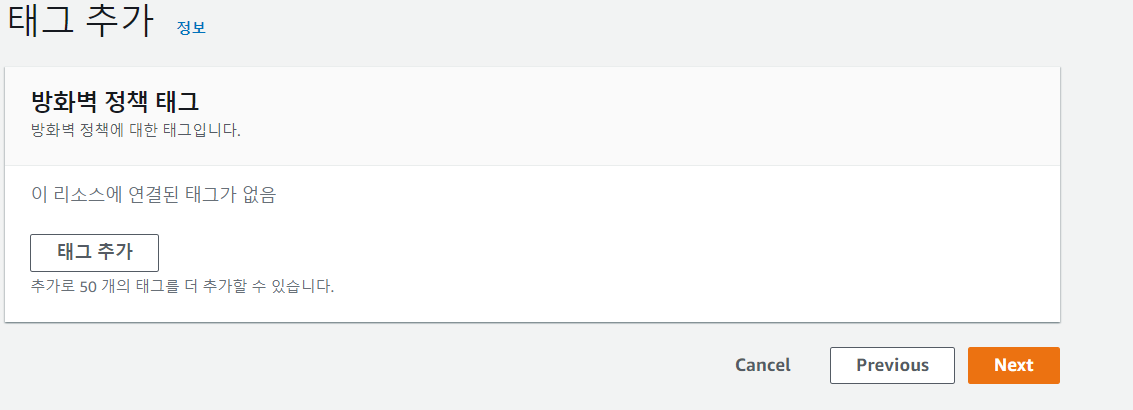 태그 추가 정보
방화벽 정책 태그
방화벽 정책에 대한 태그입니다.
이 리소스에 연결된 태그가 없음
태그 추가
추가로 50 개의 태그를 더 추가할 수 있습니다.
Cancel Previous Next